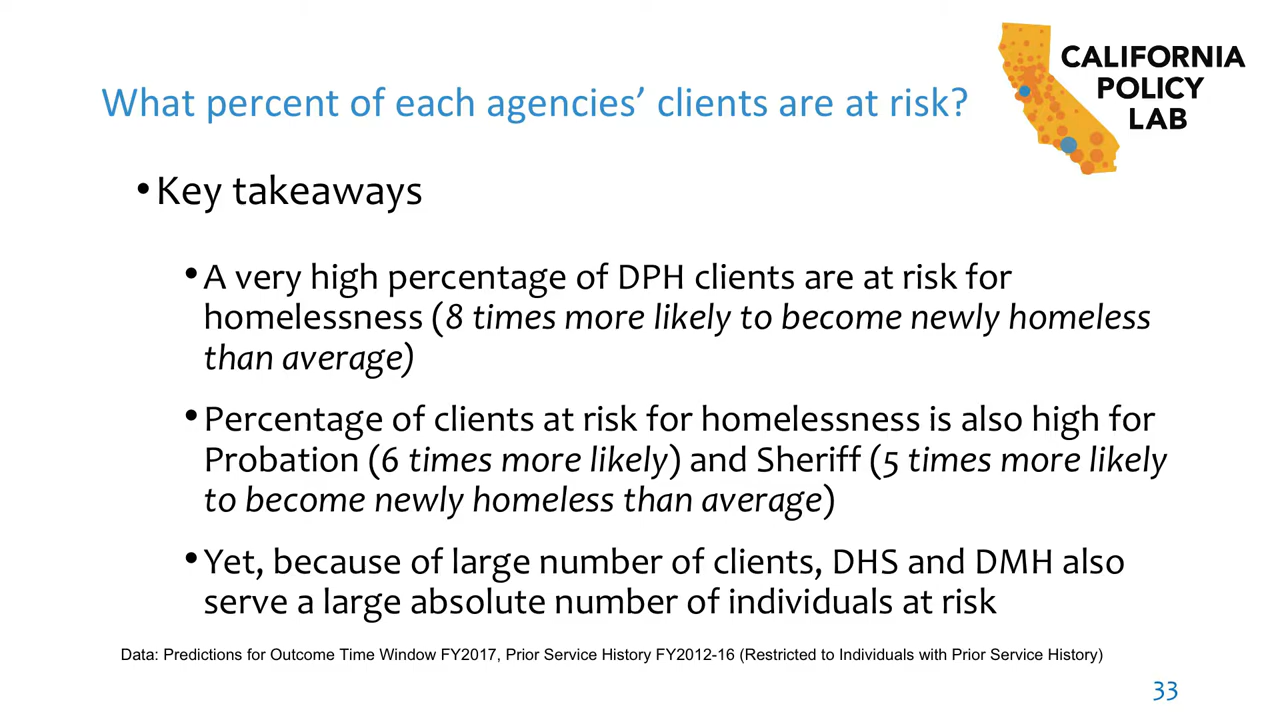 CALIFORNIA
POLICY
LAB
What percent of each agencies’ clients are at risk?
•Key takeaways
•A very high percentage of DPH clients are at risk for
homelessness (8 times more likely to become newly homeless
than average)
•Percentage of clients at risk for homelessness is also high for
Probation (6 times more likely) and Sheriff (5 times more likely
to become newly homeless than average)
•Yet, because of large number of clients, DHS and DMH also
serve a large absolute number of individuals at risk
Data: Predictions for Outcome Time Window FY2017, Prior Service History FY2012-16 (Restricted to Individuals with Prior Service History)
33